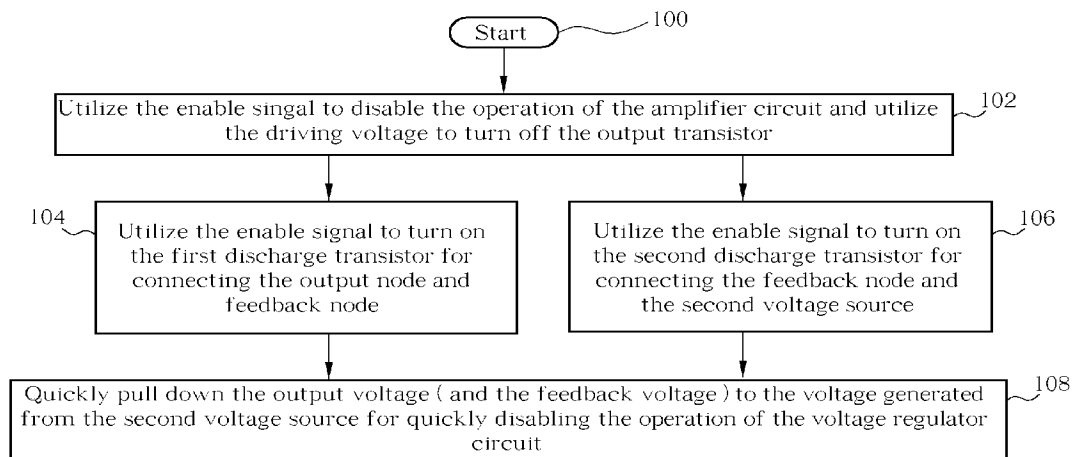 Start
100
Utilize the enable singal to disable the operation of the amplifier circuit and utilize
the driving voltage to turn off the output transistor
102
104
Utilize the enable signal to turn on
the first discharge transistor for
connecting the output node and
feedback node
Utilize the enable signal to turn on
the second discharge transistor for
connecting the feedback node and
the second voltage source
106
Quickly pull down the output voltage ( and the feedback voltage ) to the voltage generated
from the second voltage source for quickly disabling the operation of the voltage regulator
circuit
108